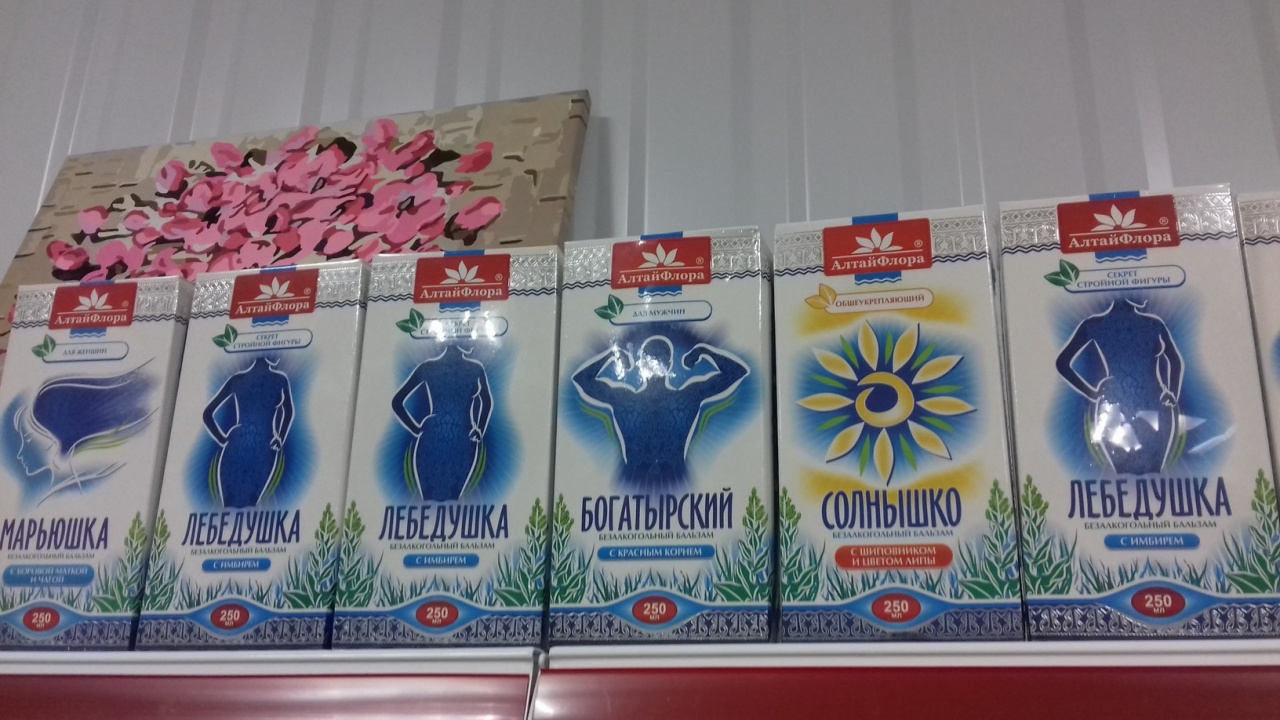 АлтайФлора
ДЛЯ ЖЕНЩИН
МАРЬЮШКА
БЕЗАЛКОГОЛЬНЫЙ БАЛЬЗАМ
С БОРОВОЙ МАТКОЙ
И ЧАГОЙ
250
МЛ
АлтайФлора®
СЕКРЕТ
СТРОЙНОЙ ФИГУРЫ
ЛЕБЕДУШКА
БЕЗАЛКОГОЛЬНЫЙ БАЛЬЗАМ
С ИМБИРЕМ
250
МЛ
АлтайФлора®
СЕКРЕТ
СТРОЙНОЙ ФИГУРЫ
ЛЕБЕДУШКА
БЕЗАЛКОГОЛЬНЫЙ БАЛЬЗАМ
С ИМБИРЕМ
250
МЛ
АлтайФлора®
ДЛЯ МУЖЧИН
БОГАТЫРСКИЙ
БЕЗАЛКОГОЛЬНЫЙ БАЛЬЗАМ
С КРАСНЫМ КОРНЕМ
250
МЛ
АлтайФлора®
ОБЩЕУКРЕПЛЯЮЩИЙ
СОЛНЫШКО
БЕЗАЛКОГОЛЬНЫЙ БАЛЬЗАМ
С ШИПОВНИКОМ
И ЦВЕТОМ ЛИПЫ
250
МЛ
АлтайФлора®
СЕКРЕТ
СТРОЙНОЙ ФИГУРЫ
ЛЕБЕДУШКА
БЕЗАЛКОГОЛЬНЫЙ БАЛЬЗАМ
С ИМБИРЕМ
250
МЛ